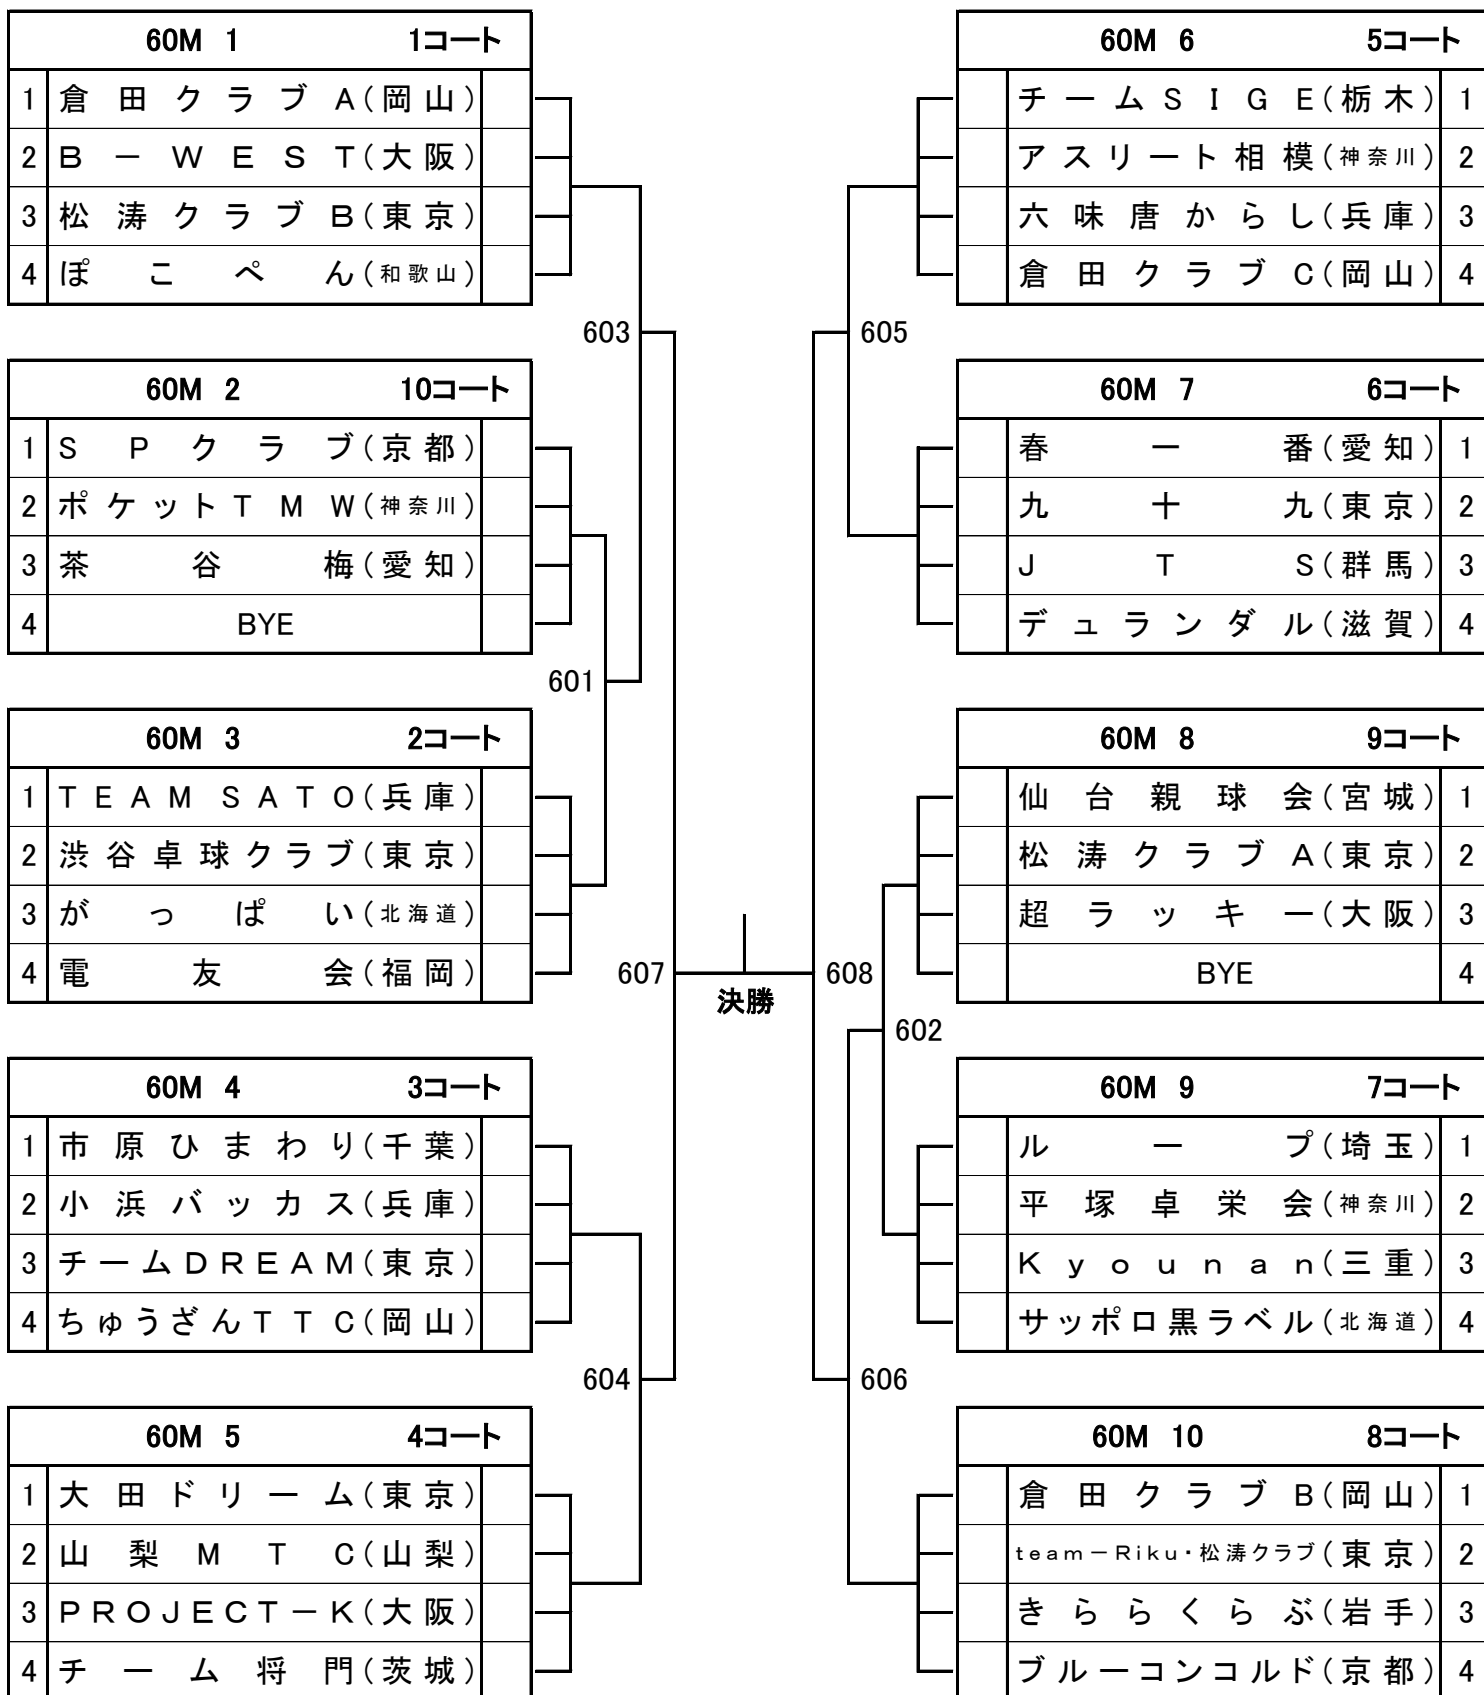 60M 1 1コート
1 倉田クラブA(岡山)
2 B－WEST(大阪)
3 松涛クラブB(東京)
4 ぽこぺん(和歌山)
603
60M 2 10コート
1 SPクラブ(京都)
2 ポケットTMW(神奈川)
3 茶谷梅(愛知)
4 BYE
601
60M 3 2コート
1 TEAM SATO(兵庫)
2 渋谷卓球クラブ(東京)
3 がっぱい(北海道)
4 電友会(福岡)
607
60M 4 3コート
1 市原ひまわり(千葉)
2 小浜バッカス(兵庫)
3 チームDREAM(東京)
4 ちゅうざんTTC(岡山)
604
60M 5 4コート
1 大田ドリーム(東京)
2 山梨MTC(山梨)
3 PROJECT－K(大阪)
4 チーム将門(茨城)
決勝
60M 6 5コート
チームSIGE(栃木) 1
アスリート相模(神奈川) 2
六味唐からし(兵庫) 3
倉田クラブC(岡山) 4
605
60M 7 6コート
春一番(愛知) 1
九十九(東京) 2
JTS(群馬) 3
デュランダル(滋賀) 4
60M 8 9コート
仙台親球会(宮城) 1
松涛クラブA(東京) 2
超ラッキー(大阪) 3
BYE 4
608
602
60M 9 7コート
ループ(埼玉) 1
平塚卓栄会(神奈川) 2
Kyounan(三重) 3
サッポロ黒ラベル(北海道) 4
606
60M 10 8コート
倉田クラブB(岡山) 1
team－Riku・松涛クラブ(東京) 2
きららくらぶ(岩手) 3
ブルーコンコルド(京都) 4